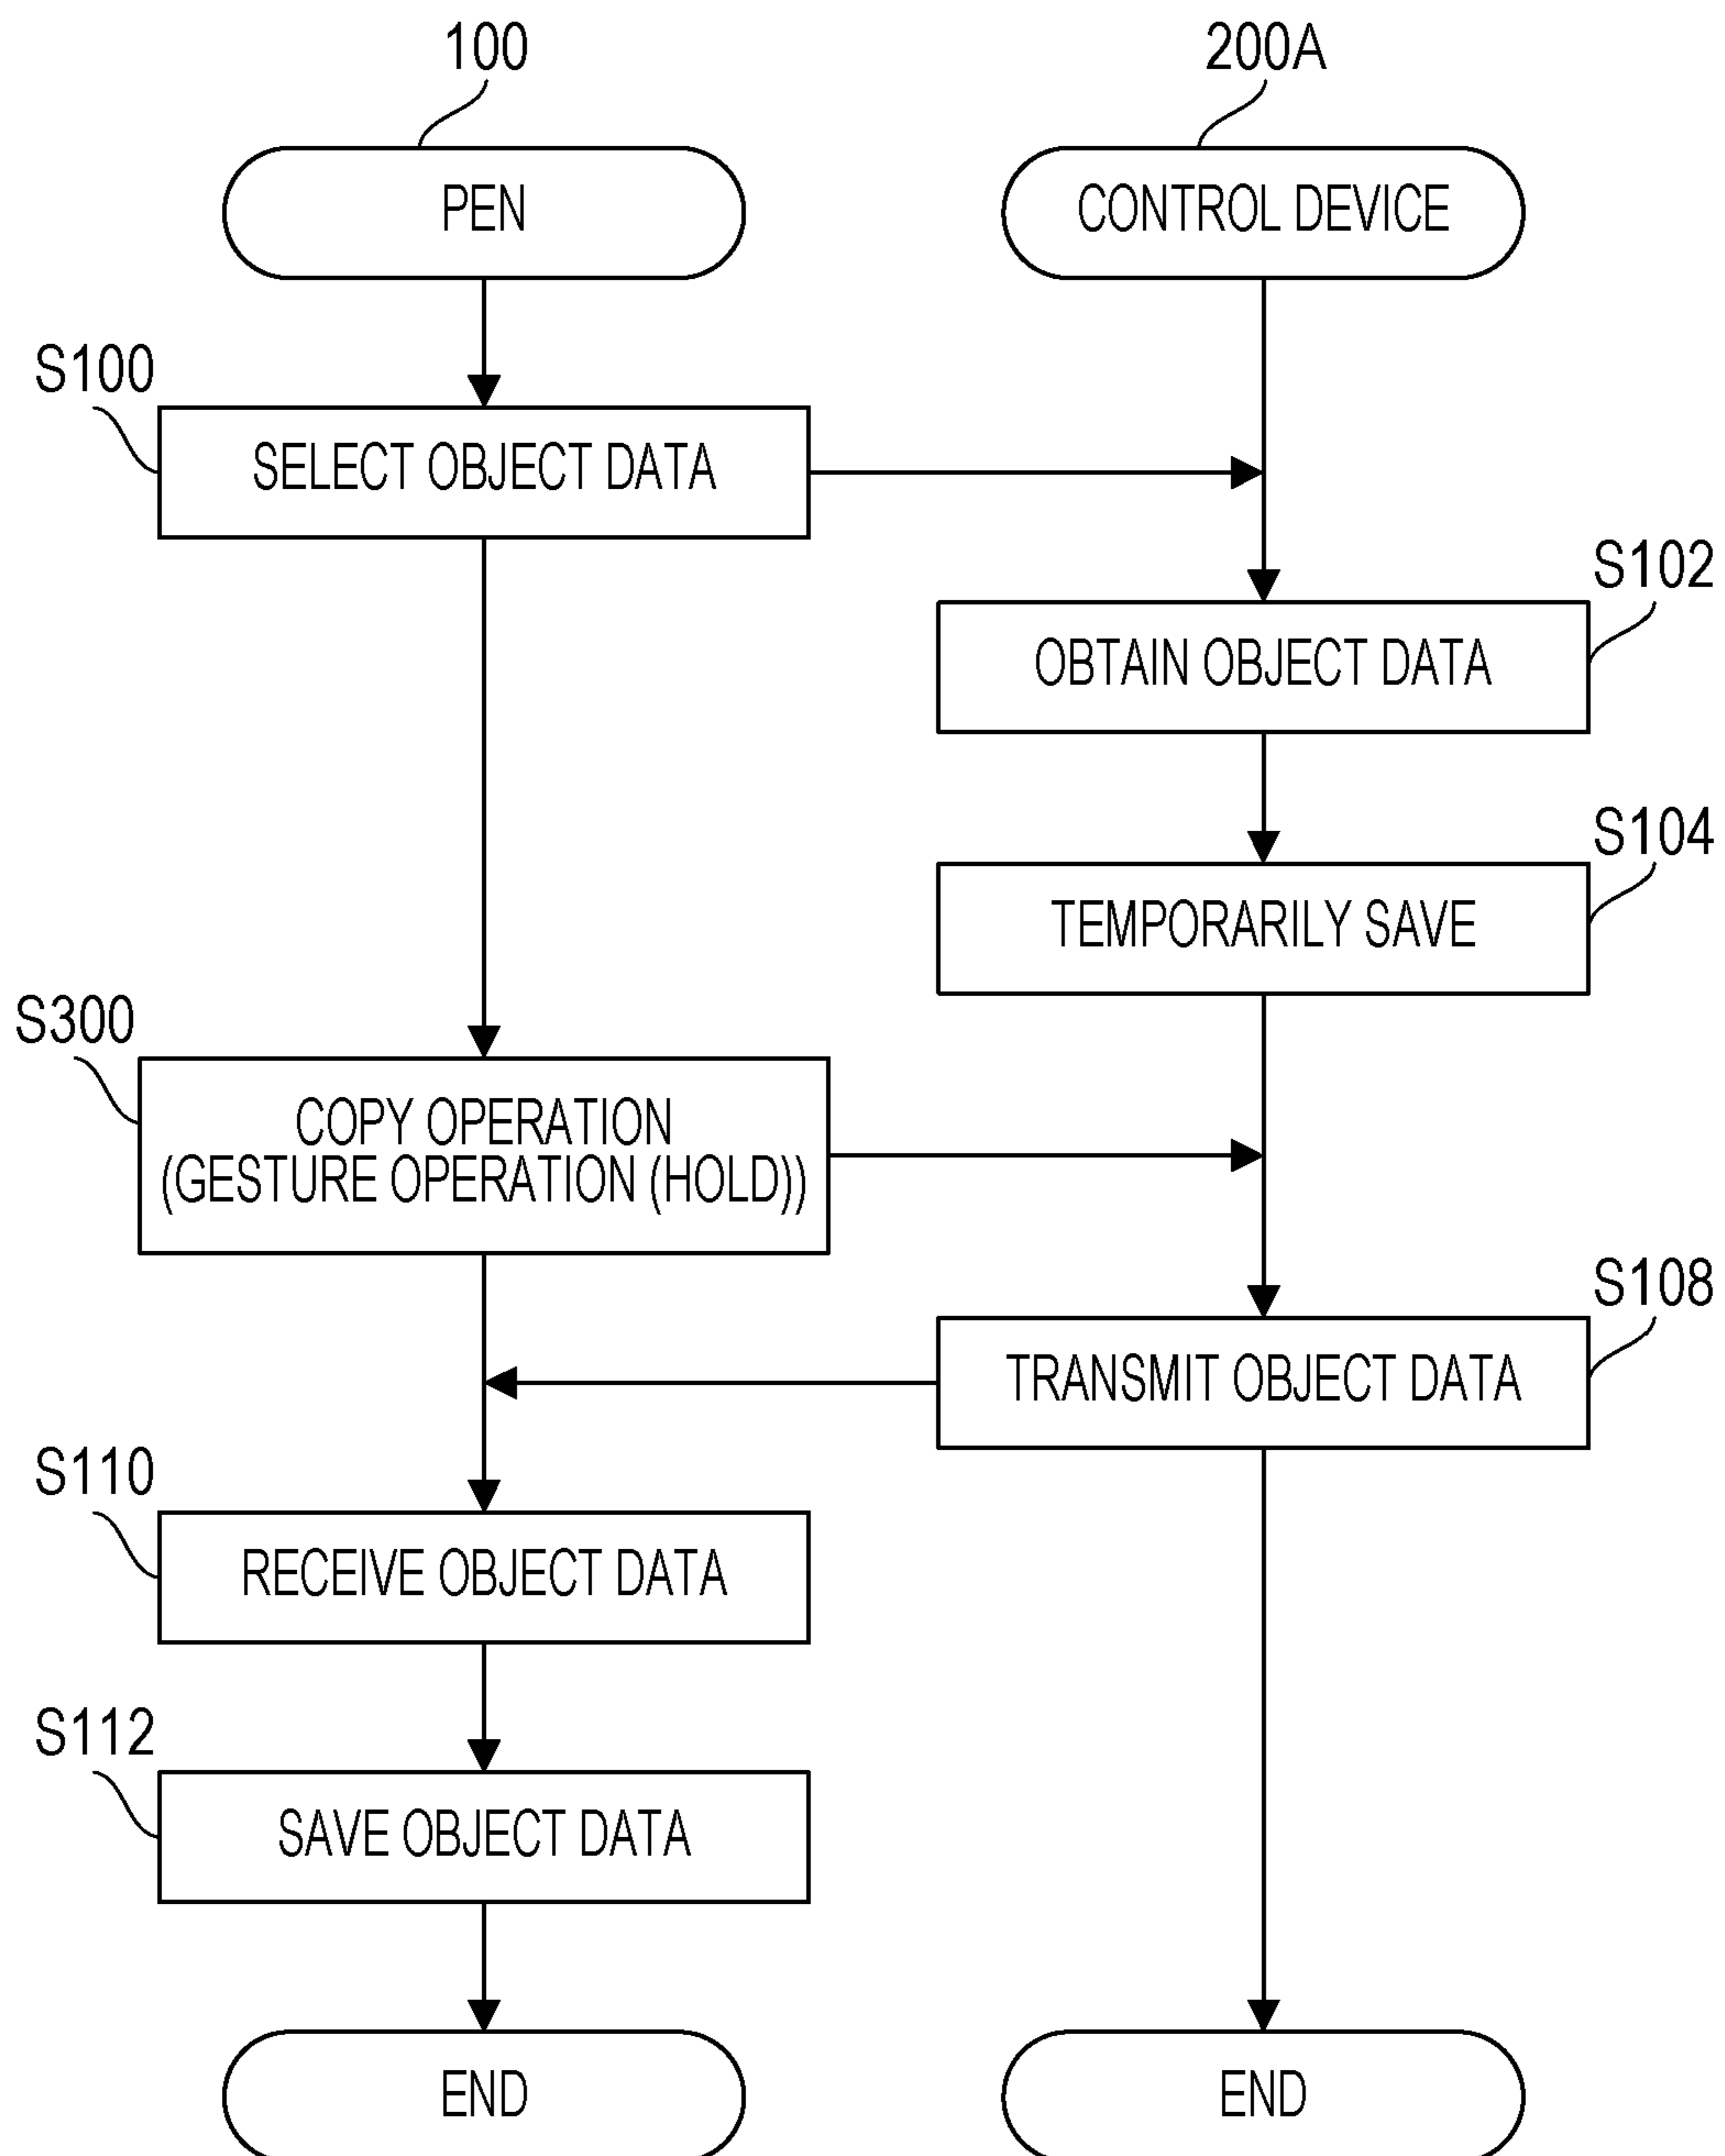 100
200A
PEN
CONTROL DEVICE
S100
SELECT OBJECT DATA
S102
OBTAIN OBJECT DATA
S104
TEMPORARILY SAVE
S300
COPY OPERATION
(GESTURE OPERATION (HOLD))
S108
TRANSMIT OBJECT DATA
S110
RECEIVE OBJECT DATA
S112
SAVE OBJECT DATA
END
END